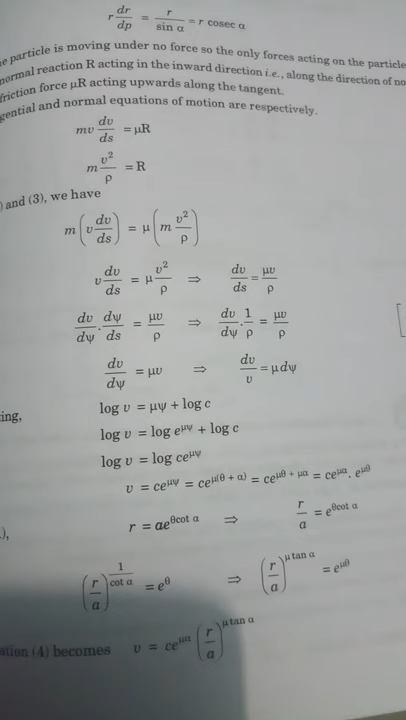 r dr/dp = r/sin α = r cosec α
particle is moving under no force so the only forces acting on the particle
normal reaction R acting in the inward direction i.e., along the direction of
friction force μR acting upwards along the tangent.
and normal equations of motion are respectively.
mv dv/ds = μR
m v²/ρ = R
and (3), we have
m(v dv/ds) = μ(m v²/ρ)
v dv/ds = μ v²/ρ ⇒ dv/ds = μv/ρ
dv/dψ . dψ/ds = μv/ρ ⇒ dv/dψ . 1/ρ = μv/ρ
dv/dψ = μv ⇒ dv/v = μdψ
log v = μψ + log c
log v = log e^μψ + log c
log v = log ce^μψ
v = ce^μψ = ce^μ(θ + α) = ce^μθ + μα = ce^μα . e^μθ
r = ae^θcot α ⇒ r/a = e^θcot α
(r/a)^1/cot α = e^θ ⇒ (r/a)^μ tan α = e^μθ
(4) becomes v = ce^μα (r/a)^μ tan α